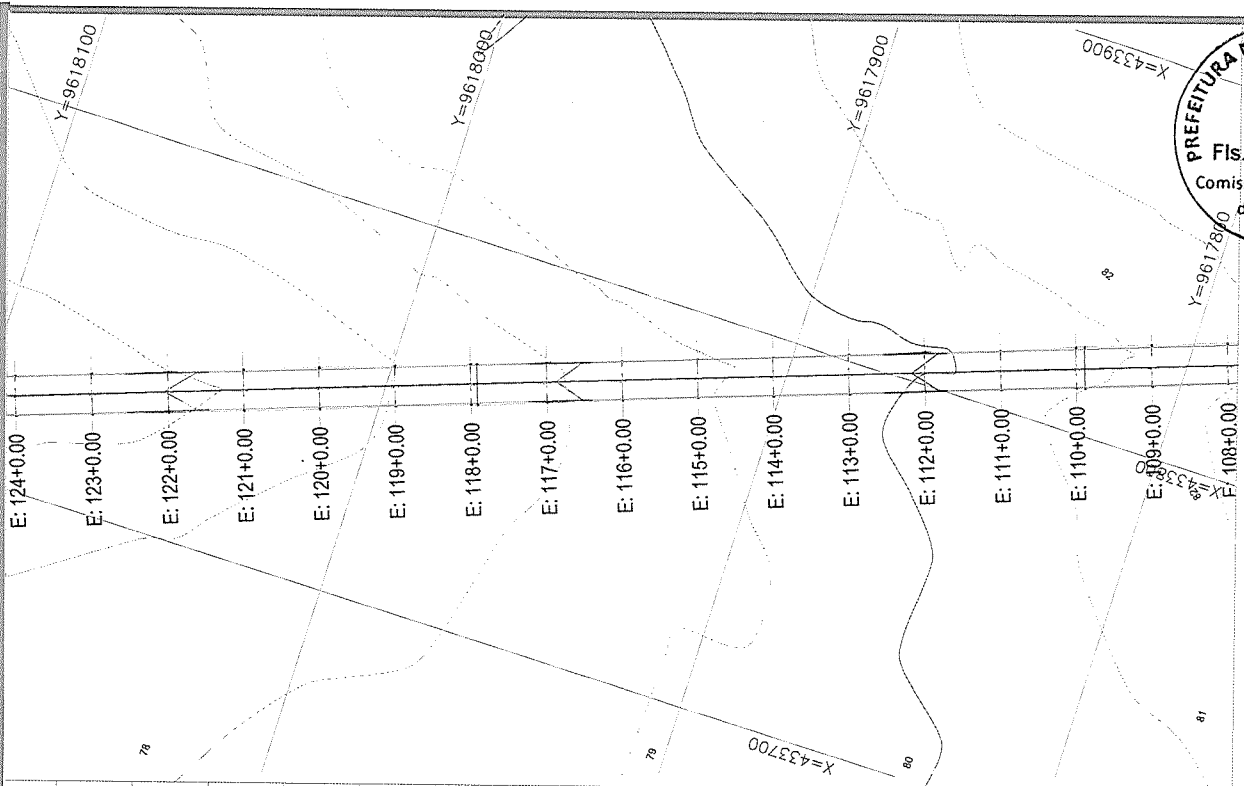 Y=9618100
Y=9618000
Y=9617900
X=433900
PREFEITURA
Fls.
Comis
Y=9617800
82
E: 124+0.00
E: 123+0.00
E: 122+0.00
E: 121+0.00
E: 120+0.00
E: 119+0.00
E: 118+0.00
E: 117+0.00
E: 116+0.00
E: 115+0.00
E: 114+0.00
E: 113+0.00
E: 112+0.00
E: 111+0.00
E: 110+0.00
E: 109+0.00
E: 108+0.00
X=433800
78
79
X=433700
80
81